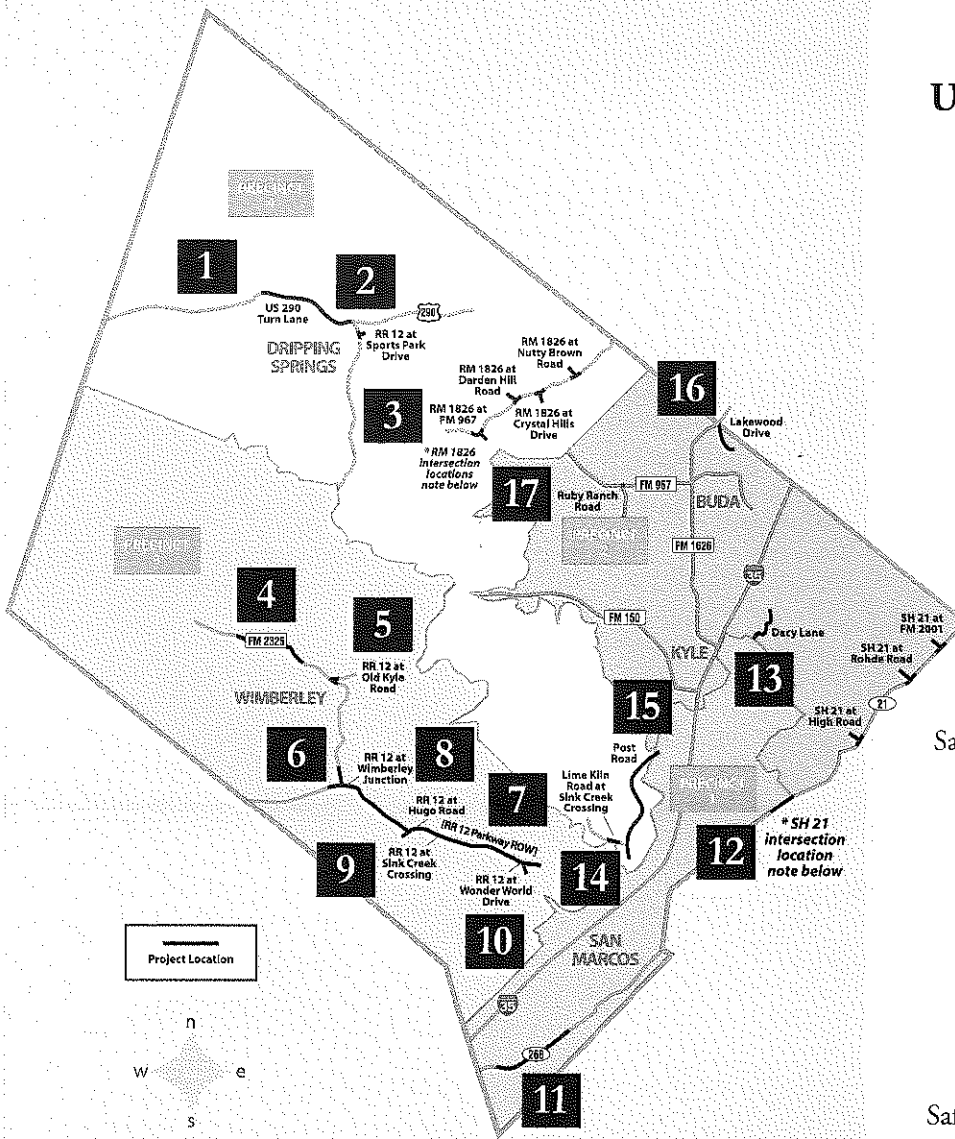 U
PRECINCT
1
2
US 290
Turn Lane
290
RR 12 at
Sports Park
Drive
DRIPPING
SPRINGS
RM 1826 at
Nutty Brown
Road
RM 1826 at
Darden Hill
Road
RM 1826 at
Crystal Hills
Drive
3
RM 1826 at
FM 967
* RM 1826
intersection
locations
note below
16
Lakewood
Drive
17
Ruby Ranch
Road
FM 967
BUDA
PRECINCT
FM 1626
PRECINCT
4
5
FM 2325
RR 12 at
Old Kyle
Road
WIMBERLEY
FM 150
KYLE
Dacy Lane
13
SH 21 at
FM 2001
SH 21 at
Rohde Road
21
SH 21 at
High Road
15
Post
Road
Sa
6
RR 12 at
Wimberley
Junction
8
7
Lime Kiln
Road at
Sink Creek
Crossing
RR 12 at
Hugo Road
[RR 12 Parkway ROW]
9
RR 12 at
Sink Creek
Crossing
RR 12 at
Wonder World
Drive
14
12
* SH 21
intersection
location
note below
10
SAN
MARCOS
Project Location
35
n
w
e
s
266
11
Saf